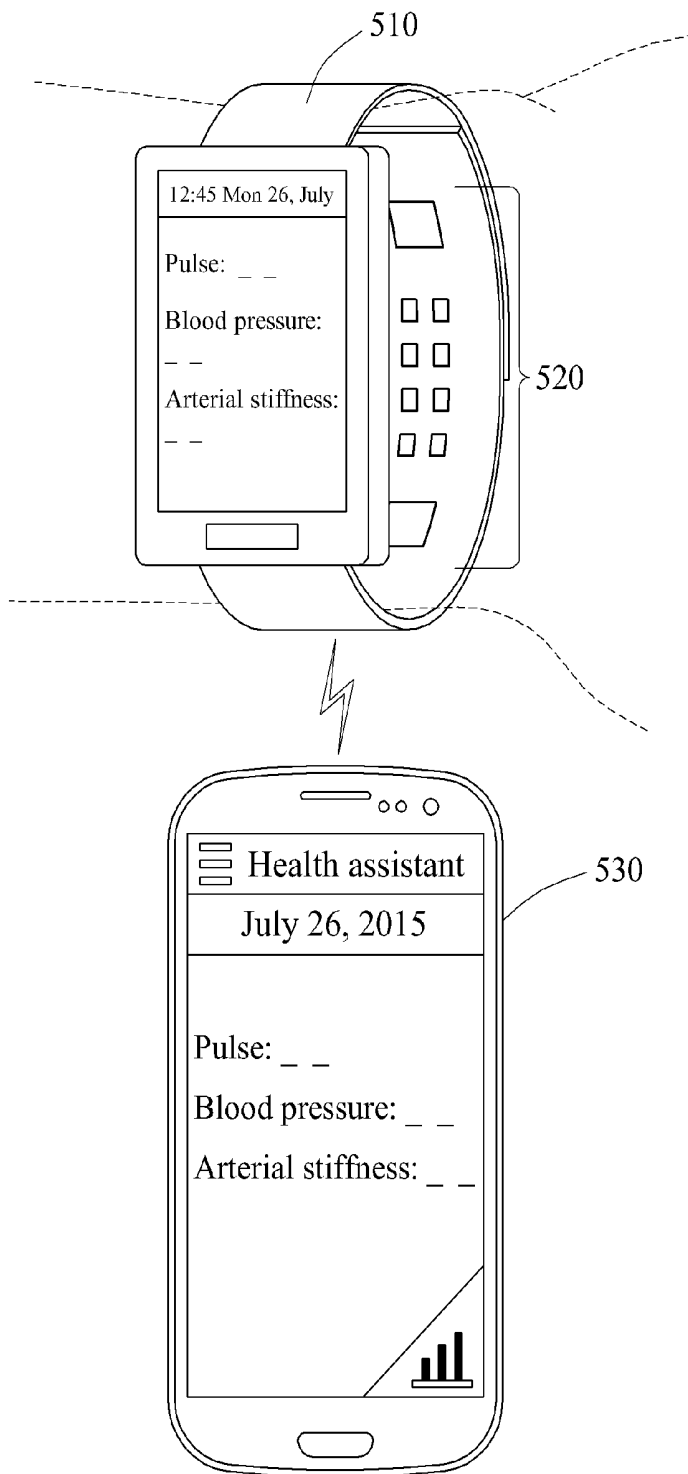 510
12:45 Mon 26, July
Pulse: _ _
Blood pressure:
_ _
Arterial stiffness:
_ _
520
Health assistant
530
July 26, 2015
Pulse: _ _
Blood pressure: _ _
Arterial stiffness: _ _